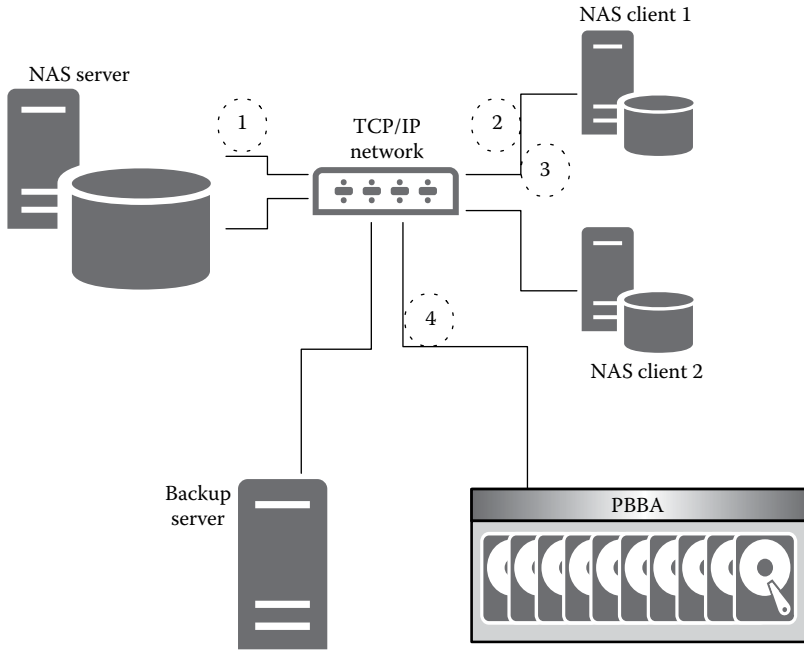 NAS client 1
NAS server
1
TCP/IP
network
2
3
4
NAS client 2
Backup
server
PBBA